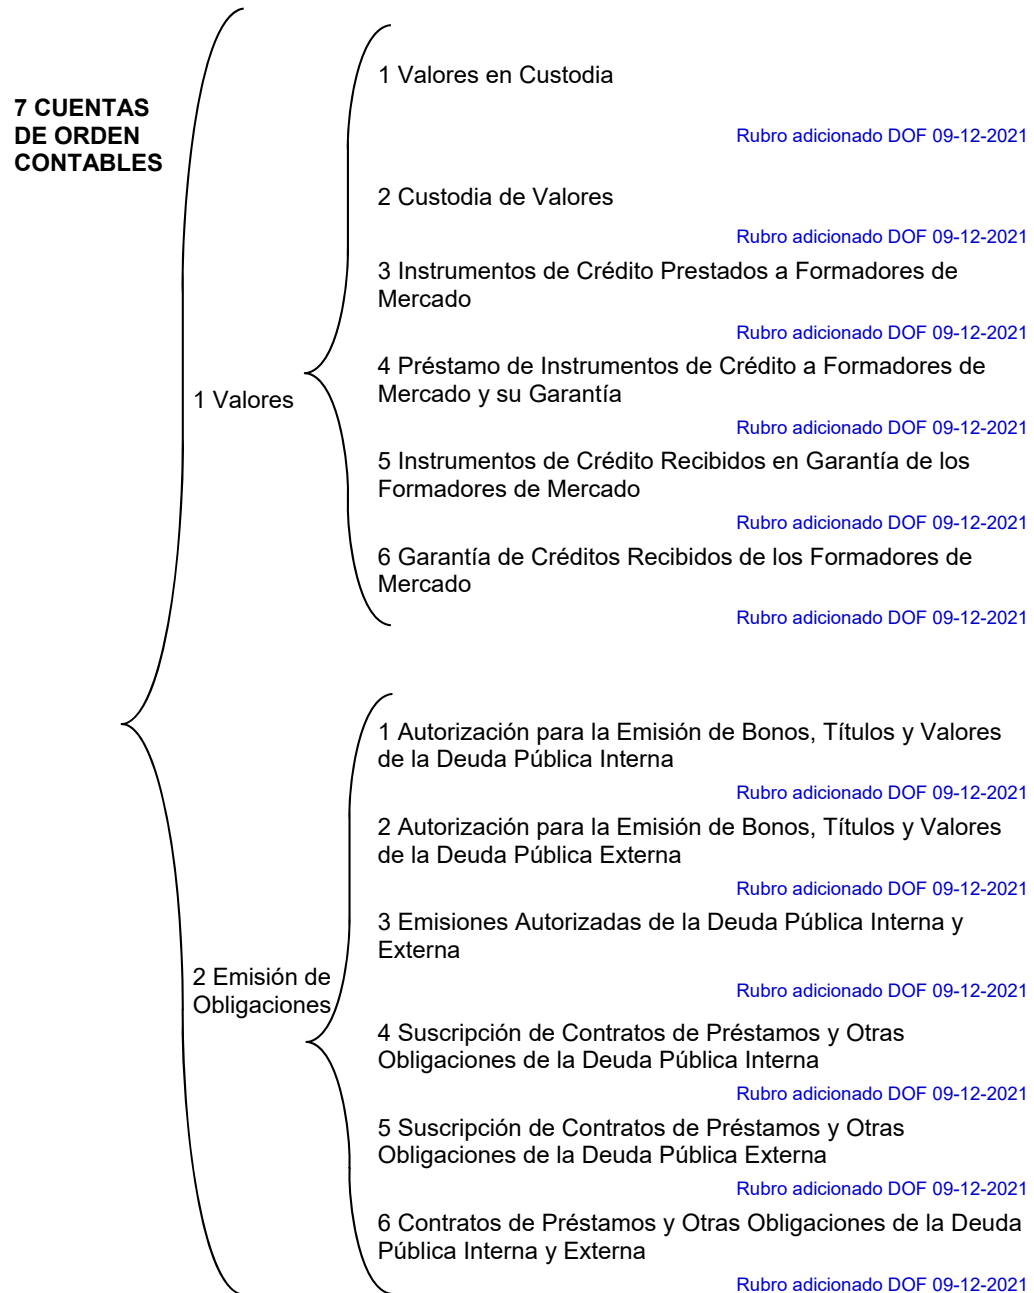 7 CUENTAS
DE ORDEN
CONTABLES
1 Valores
1 Valores en Custodia
Rubro adicionado DOF 09-12-2021
2 Custodia de Valores
Rubro adicionado DOF 09-12-2021
3 Instrumentos de Crédito Prestados a Formadores de
Mercado
Rubro adicionado DOF 09-12-2021
4 Préstamo de Instrumentos de Crédito a Formadores de
Mercado y su Garantía
Rubro adicionado DOF 09-12-2021
5 Instrumentos de Crédito Recibidos en Garantía de los
Formadores de Mercado
Rubro adicionado DOF 09-12-2021
6 Garantía de Créditos Recibidos de los Formadores de
Mercado
Rubro adicionado DOF 09-12-2021
2 Emisión de
Obligaciones
1 Autorización para la Emisión de Bonos, Títulos y Valores
de la Deuda Pública Interna
Rubro adicionado DOF 09-12-2021
2 Autorización para la Emisión de Bonos, Títulos y Valores
de la Deuda Pública Externa
Rubro adicionado DOF 09-12-2021
3 Emisiones Autorizadas de la Deuda Pública Interna y
Externa
Rubro adicionado DOF 09-12-2021
4 Suscripción de Contratos de Préstamos y Otras
Obligaciones de la Deuda Pública Interna
Rubro adicionado DOF 09-12-2021
5 Suscripción de Contratos de Préstamos y Otras
Obligaciones de la Deuda Pública Externa
Rubro adicionado DOF 09-12-2021
6 Contratos de Préstamos y Otras Obligaciones de la Deuda
Pública Interna y Externa
Rubro adicionado DOF 09-12-2021